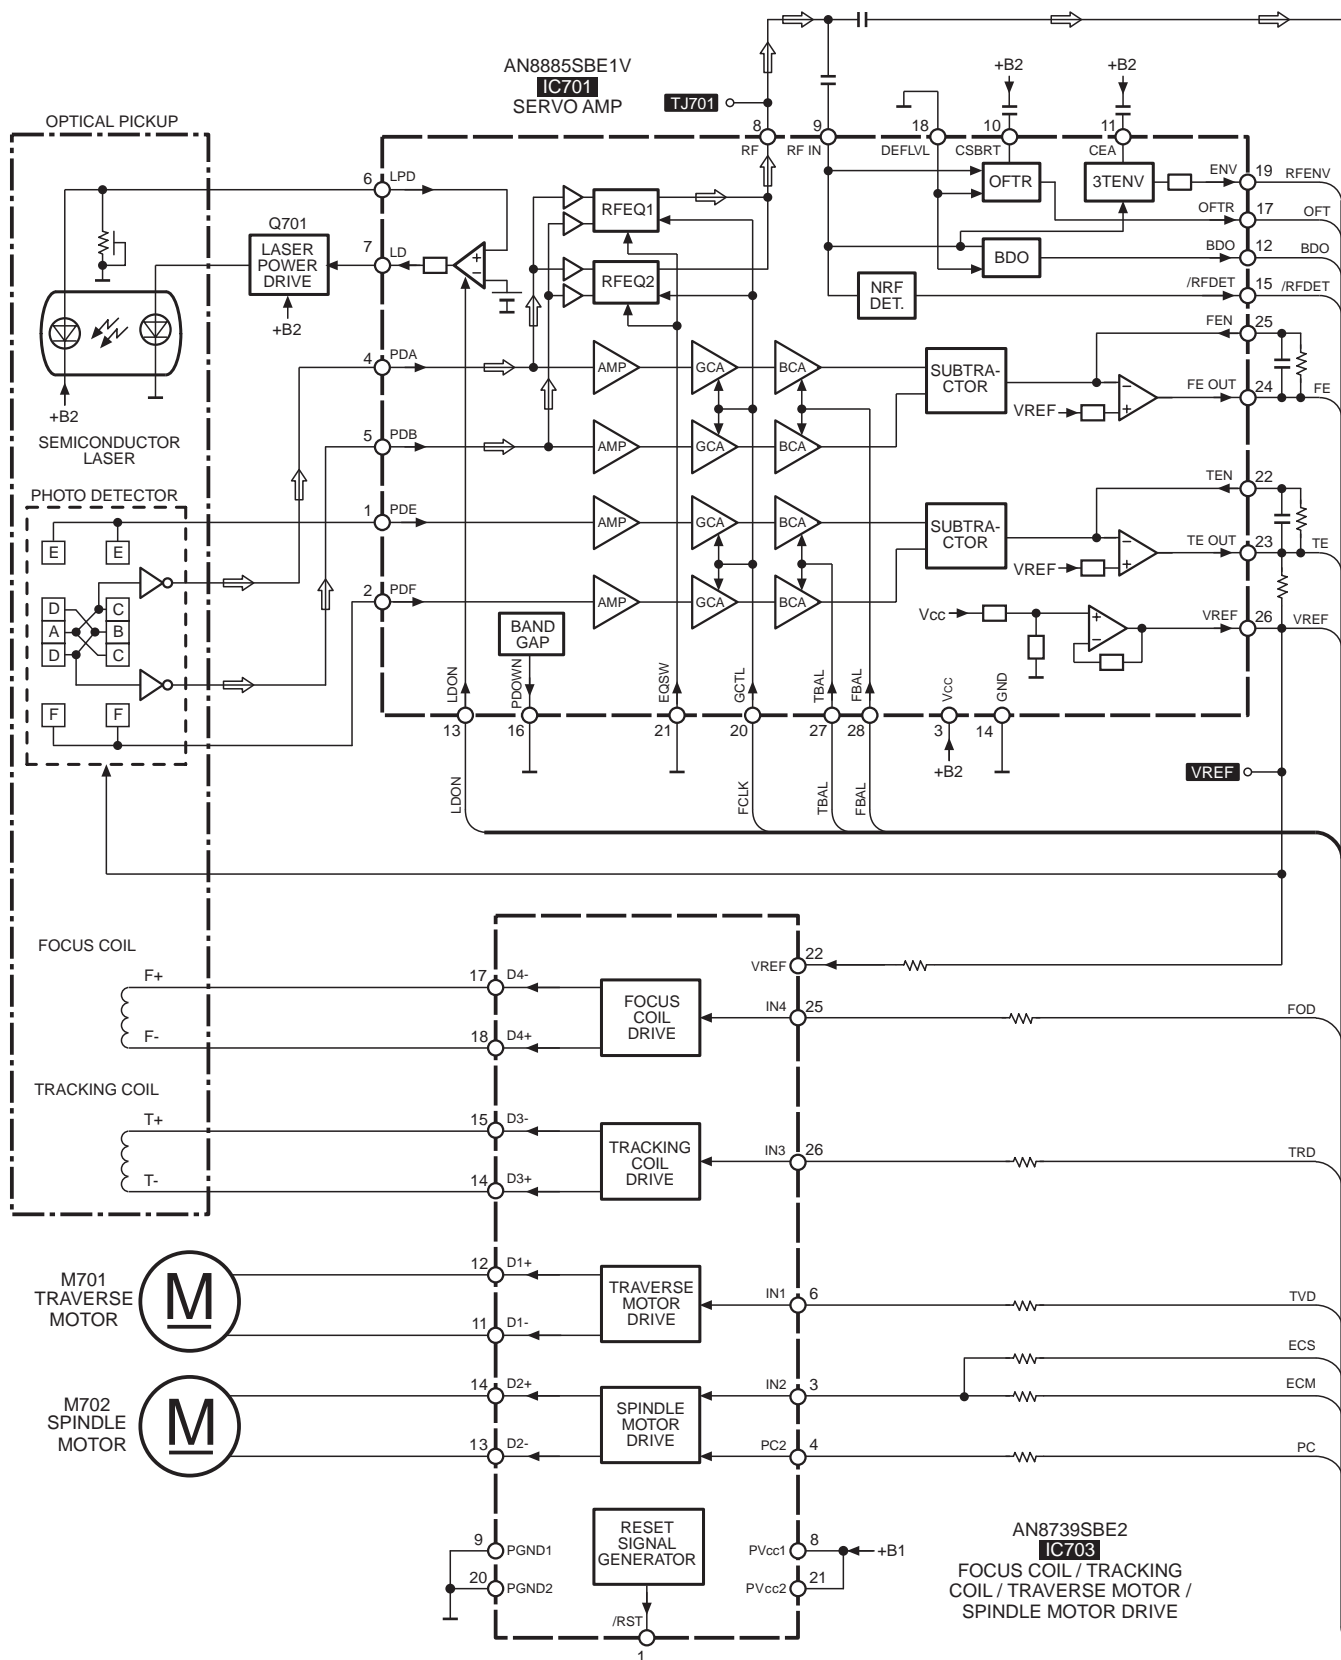 AN8885SBE1V
IC701
SERVO AMP
TJ701
+B2
+B2
OPTICAL PICKUP
8
9
18
10
11
RF
RF IN
DEFLVL
CSBRT
CEA
6
LPD
OFTR
3TENV
ENV
19
RFENV
RFEQ1
OFTR
17
OFT
Q701
LASER
POWER
DRIVE
7
LD
+
−
BDO
BDO
12
BDO
RFEQ2
NRF
DET.
/RFDET
15
/RFDET
+B2
FEN
25
4
PDA
AMP
GCA
BCA
SUBTRA-
CTOR
−
+
FE OUT
24
FE
VREF
+B2
SEMICONDUCTOR
LASER
5
PDB
AMP
GCA
BCA
PHOTO DETECTOR
TEN
22
1
PDE
AMP
GCA
BCA
SUBTRA-
CTOR
−
+
TE OUT
23
TE
VREF
E
E
2
PDF
AMP
GCA
BCA
D
C
A
B
D
C
BAND
GAP
Vcc
+
−
VREF
26
VREF
F
F
LDON
PDOWN
EQSW
GCTL
TBAL
FBAL
Vcc
GND
13
16
21
20
27
28
3
14
+B2
VREF
LDON
FCLK
TBAL
FBAL
FOCUS COIL
F+
F-
17
D4-
18
D4+
FOCUS
COIL
DRIVE
VREF
22
IN4
25
FOD
TRACKING COIL
T+
T-
15
D3-
14
D3+
TRACKING
COIL
DRIVE
IN3
26
TRD
M701
TRAVERSE
MOTOR
M
12
D1+
11
D1-
TRAVERSE
MOTOR
DRIVE
IN1
6
TVD
ECS
M702
SPINDLE
MOTOR
M
14
D2+
13
D2-
SPINDLE
MOTOR
DRIVE
IN2
3
ECM
PC2
4
PC
RESET
SIGNAL
GENERATOR
9
PGND1
20
PGND2
PVcc1
8
+B1
PVcc2
21
/RST
1
AN8739SBE2
IC703
FOCUS COIL / TRACKING
COIL / TRAVERSE MOTOR /
SPINDLE MOTOR DRIVE